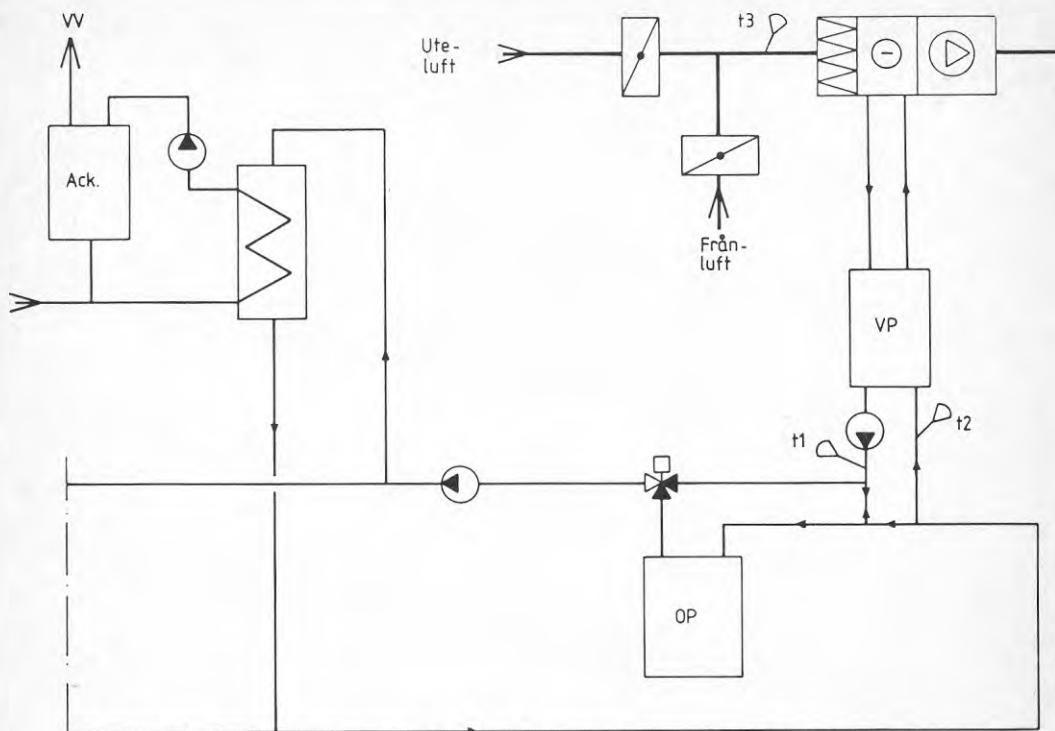 VV
Ute-
luft
t3
Ack.
Från-
luft
VP
t1
t2
OP